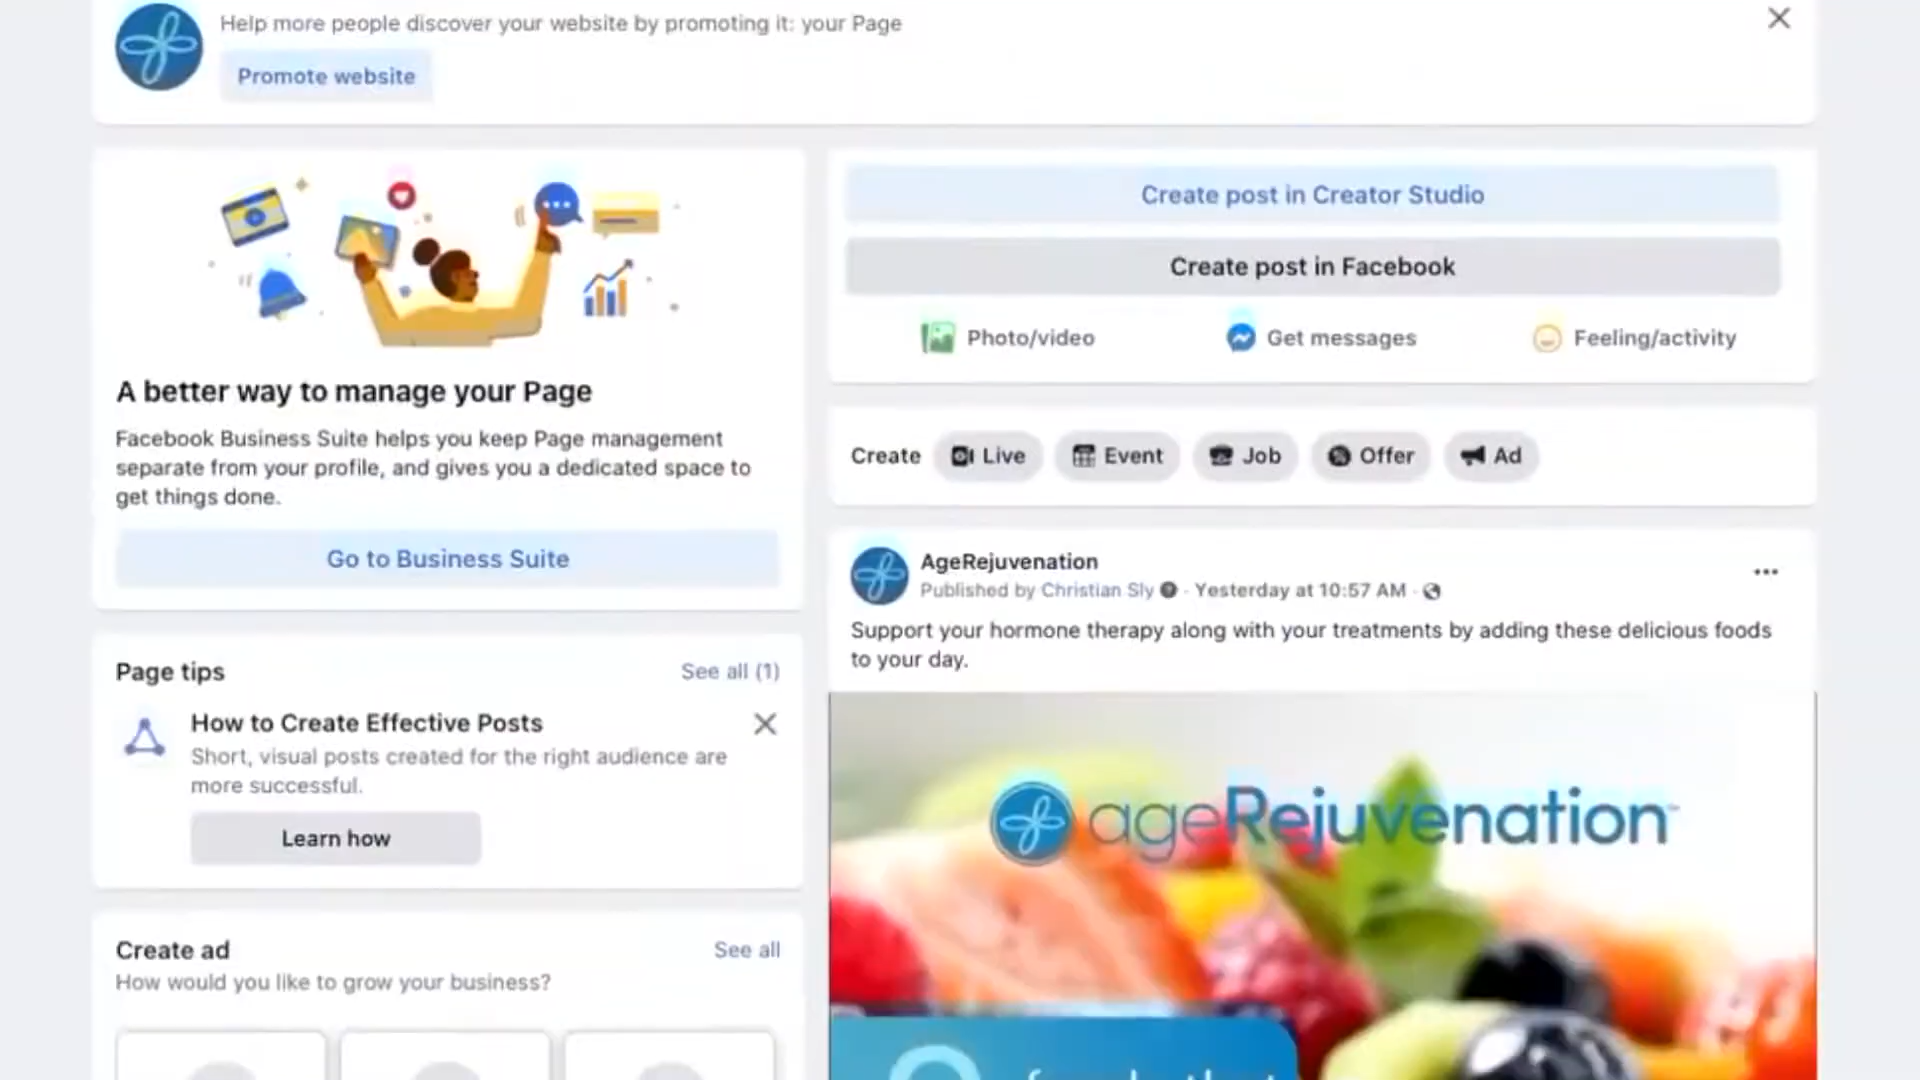 Help more people discover your website by promoting it: your Page
Promote website
A better way to manage your Page
Facebook Business Suite helps you keep Page management
separate from your profile, and gives you a dedicated space to
get things done.
Go to Business Suite
Page tips
See all (1)
How to Create Effective Posts
Short, visual posts created for the right audience are
more successful.
Learn how
Create ad
See all
How would you like to grow your business?
Create post in Creator Studio
Create post in Facebook
Photo/video
Get messages
Feeling/activity
Create
Live
Event
Job
Offer
Ad
AgeRejuvenation
Published by Christian Sly · Yesterday at 10:57 AM ·
Support your hormone therapy along with your treatments by adding these delicious foods
to your day.
ageRejuvenation